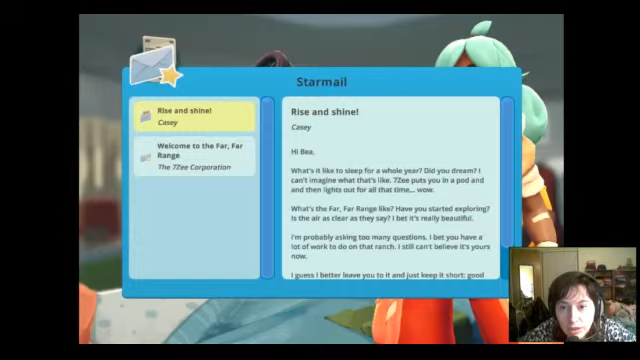 Starmail
Rise and shine!
Casey
Welcome to the Far, Far
Range
The 7Zee Corporation
Rise and shine!
Casey
Hi Bea,
What's it like to sleep for a whole year? Did you dream? I
can't imagine what that's like. 7Zee puts you in a pod and
and then lights out for all that time... wow.
What's the Far, Far Range like? Have you started exploring?
Is the air as clear as they say? I bet it's really beautiful.
I'm probably asking too many questions, I bet you have a
lot of work to do on that ranch. I still can't believe it's yours
now.
I guess I better leave you to it and just keep it short: good